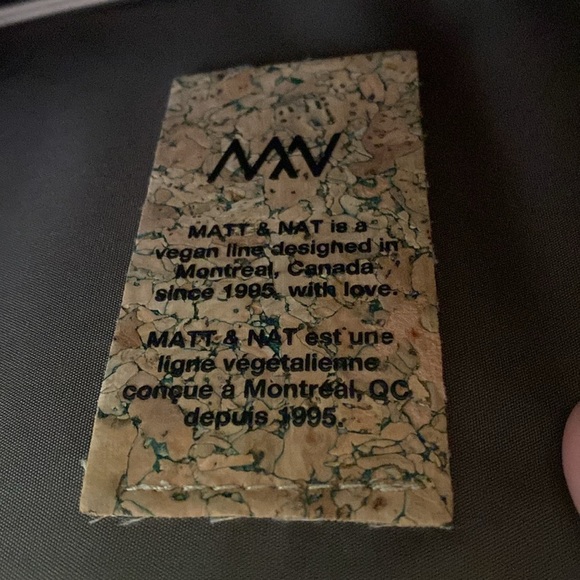 MATT & NAT is a
vegan line designed in
Montreal, Canada
since 1995, with love.
MATT & NAT est une
ligne végétalienne
conçue à Montréal, QC
depuis 1995.